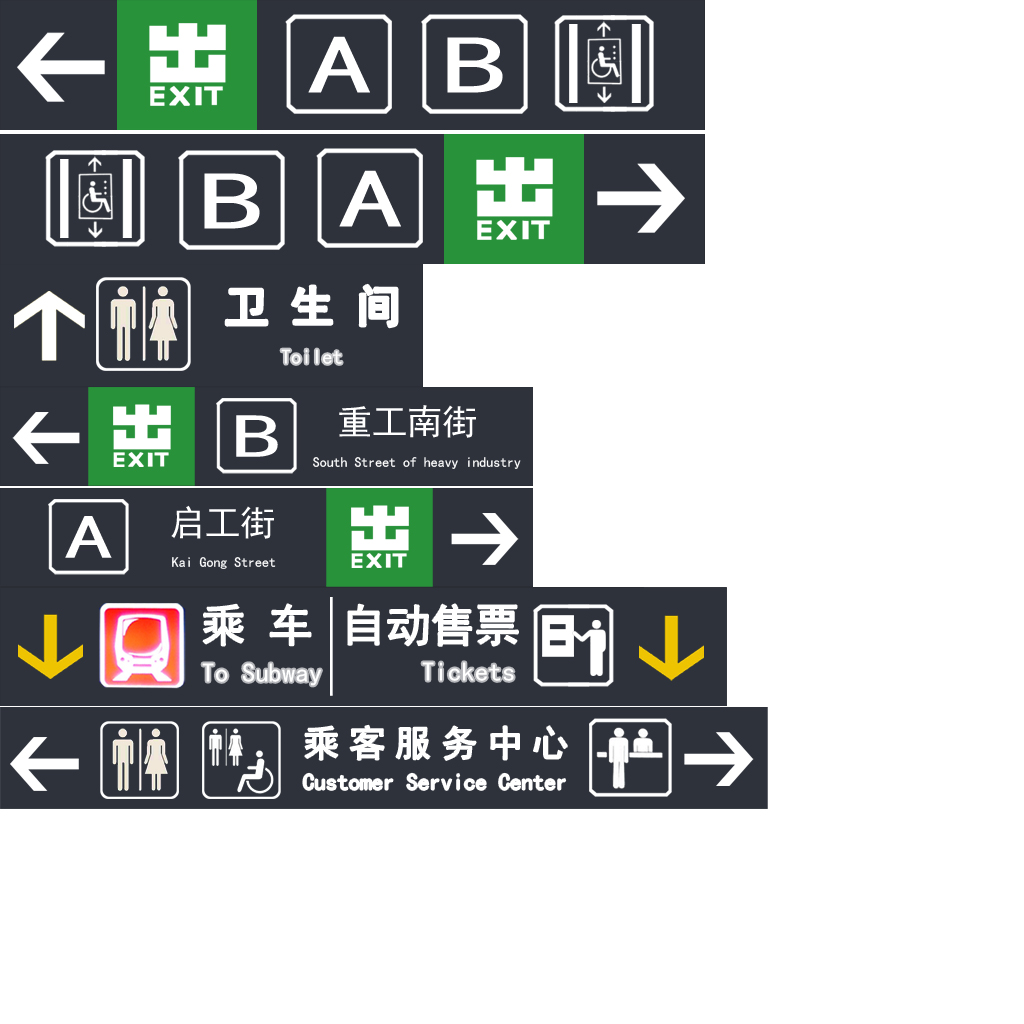 出
EXIT
A
B
B
A
出
EXIT
卫生间
Toilet
出
EXIT
B
重工南街
South Street of heavy industry
A
启工街
Kai Gong Street
出
EXIT
乘车
To Subway
自动售票
Tickets
乘客服务中心
Customer Service Center